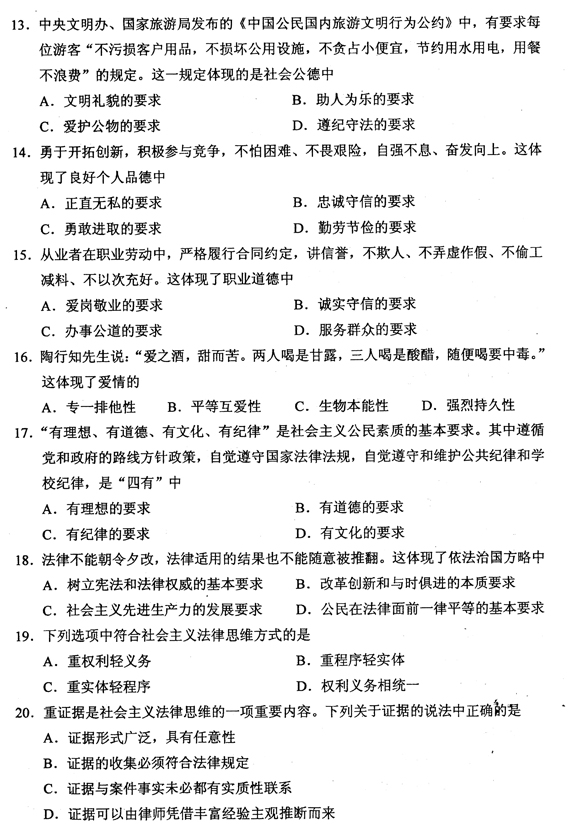 13．中央文明办、国家旅游局发布的《中国公民国内旅游文明行为公约》中，有要求每
位游客“不污损客户用品，不损坏公用设施，不贪占小便宜，节约用水用电，用餐
不浪费”的规定。这一规定体现的是社会公德中
A．文明礼貌的要求 B．助人为乐的要求
C．爱护公物的要求 D．遵纪守法的要求
14．勇于开拓创新，积极参与竞争，不怕困难、不畏艰险，自强不息、奋发向上。这体
现了良好个人品德中
A．正直无私的要求 B．忠诚守信的要求
C．勇敢进取的要求 D．勤劳节俭的要求
15．从业者在职业劳动中，严格履行合同约定，讲信誉，不欺人、不弄虚作假、不偷工
减料、不以次充好。这体现了职业道德中
A．爱岗敬业的要求 B．诚实守信的要求
C．办事公道的要求 D．服务群众的要求
16．陶行知先生说：“爱之酒，甜而苦。两人喝是甘露，三人喝是酸醋，随便喝要中毒。”
这体现了爱情的
A．专一排他性 B．平等互爱性 C．生物本能性 D．强烈持久性
17．“有理想、有道德、有文化、有纪律”是社会主义公民素质的基本要求。其中遵循
党和政府的路线方针政策，自觉遵守国家法律法规，自觉遵守和维护公共纪律和学
校纪律，是“四有”中
A．有理想的要求 B．有道德的要求
C．有纪律的要求 D．有文化的要求
18．法律不能朝令夕改，法律适用的结果也不能随意被推翻。这体现了依法治国方略中
A．树立宪法和法律权威的基本要求 B．改革创新和与时俱进的本质要求
C．社会主义先进生产力的发展要求 D．公民在法律面前一律平等的基本要求
19．下列选项中符合社会主义法律思维方式的是
A．重权利轻义务 B．重程序轻实体
C．重实体轻程序 D．权利义务相统一
20．重证据是社会主义法律思维的一项重要内容。下列关于证据的说法中正确的是
A．证据形式广泛，具有任意性
B．证据的收集必须符合法律规定
C．证据与案件事实未必都有实质性联系
D．证据可以由律师凭借丰富经验主观推断而来